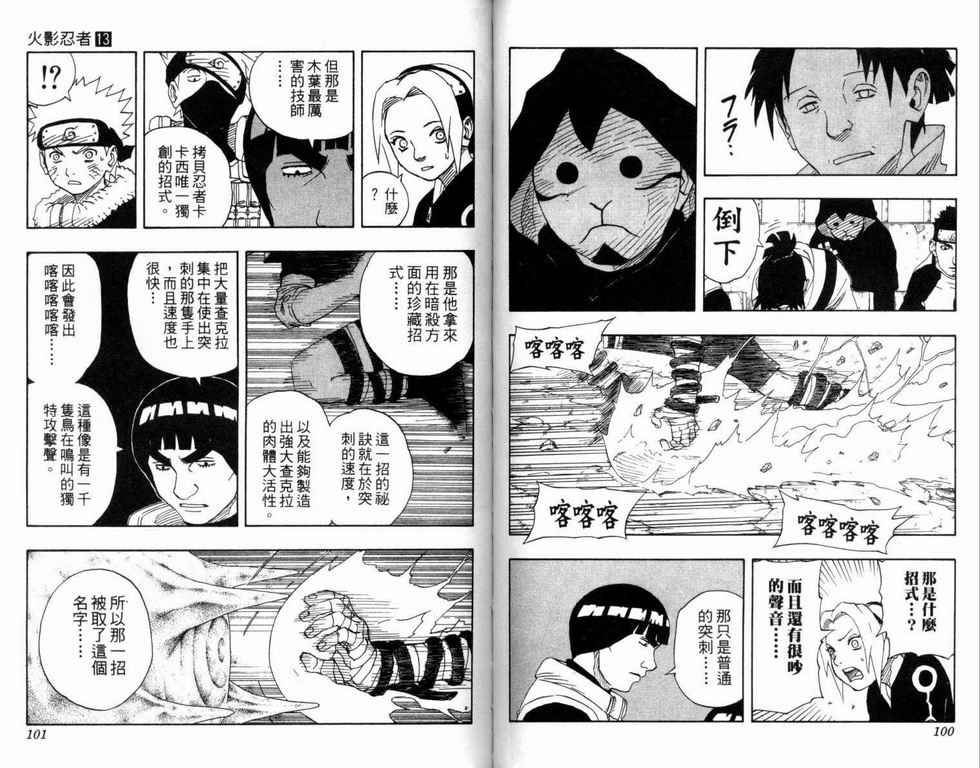 フラ…
倒
下
喀喀喀
喀喀喀喀
喀喀喀
那是什麼
招式…?
而且還有很吵
的聲音……
那只是普通
的突刺……
100
火影忍者 13
什麼
?
但那是
木葉最厲
害的技師
……
拷貝忍者卡
卡西唯一獨
創的招式。
!?
那是他拿來
用在暗殺方
面的珍藏招
式…
這一招的祕
訣就在於突
刺的速度，
以及能夠製造
出強大查克拉
的肉體大活性。
把大量查克拉
集中在使出突
刺的那隻手上
，而且速度也
很快…
因此會發出
喀喀喀喀……
這種像是有一千
隻鳥在鳴叫的獨
特攻擊聲。
所以那一招
被取了這個
名字…
101